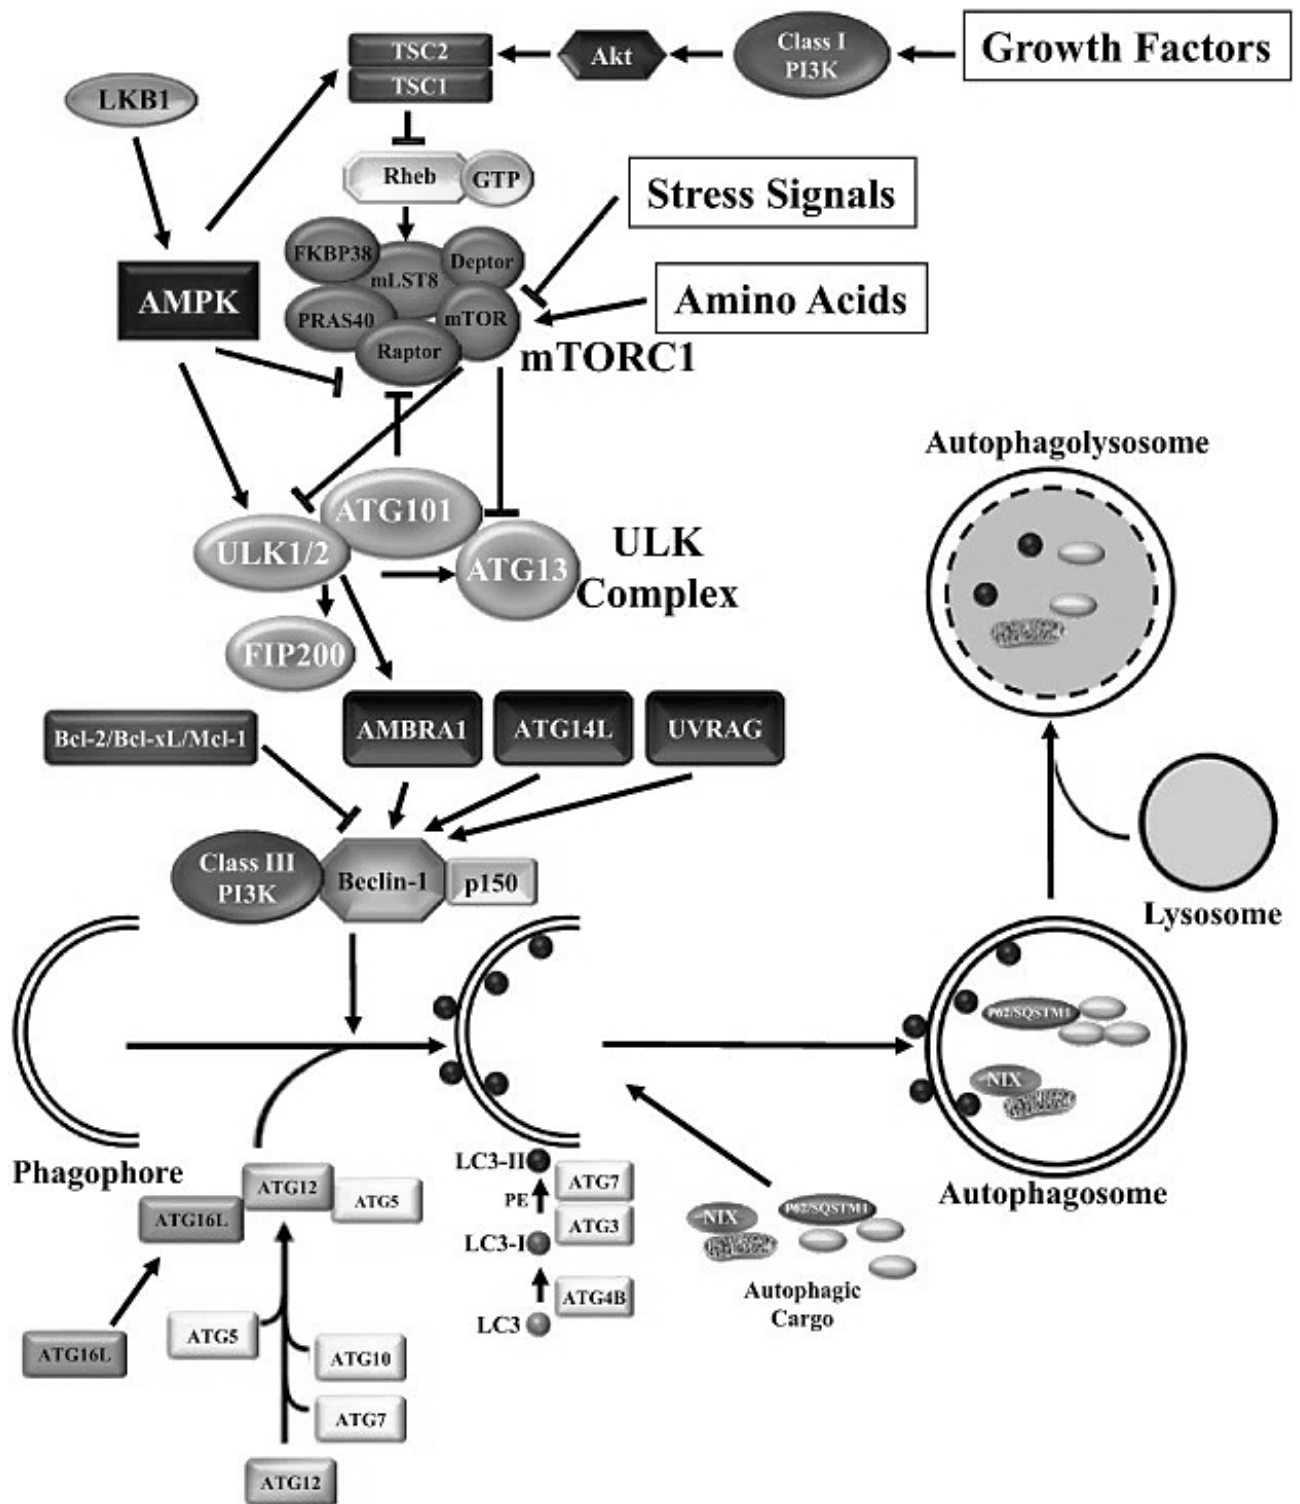 TSC2
TSC1
Akt
Class I
PI3K
Growth Factors
LKB1
Rheb
GTP
Stress Signals
FKBP38
mLST8
Deptor
AMPK
PRAS40
mTOR
Amino Acids
Raptor
mTORC1
Autophagolysosome
ATG101
ULK1/2
ATG13
ULK
Complex
FIP200
Bcl-2/Bcl-xL/Mcl-1
AMBRA1
ATG14L
UVRAG
Class III
PI3K
Beclin-1
p150
Lysosome
P62/SQSTM1
NIX
Phagophore
Autophagosome
ATG12
ATG5
ATG16L
LC3-II
ATG7
PE
ATG3
LC3-I
ATG4B
LC3
NIX
P62/SQSTM1
Autophagic
Cargo
ATG5
ATG16L
ATG10
ATG7
ATG12